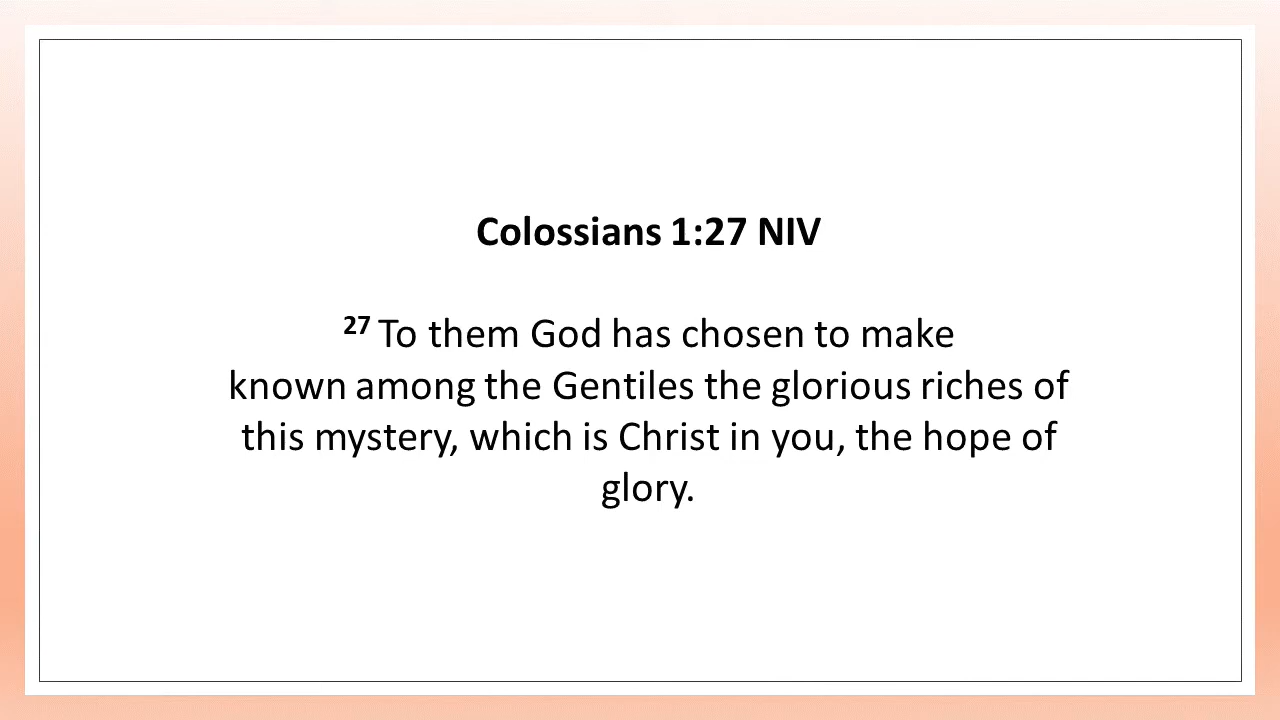 Colossians 1:27 NIV
27 To them God has chosen to make
known among the Gentiles the glorious riches of
this mystery, which is Christ in you, the hope of
glory.